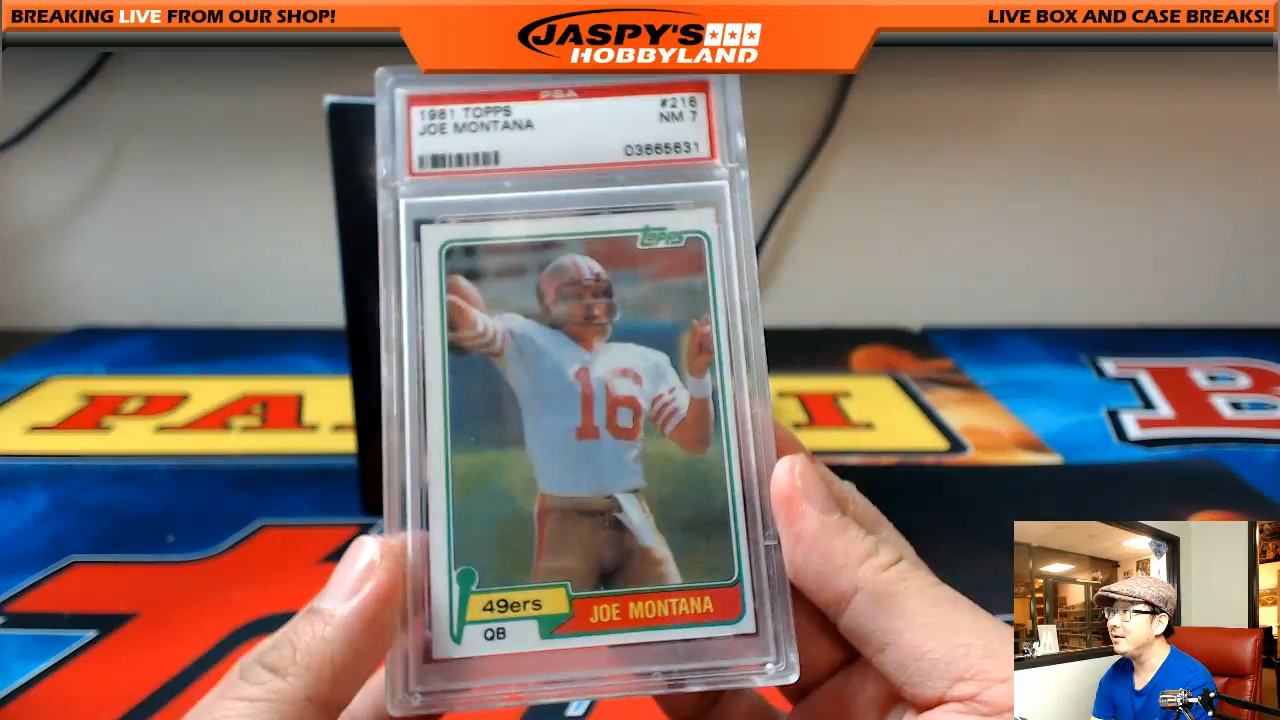 BREAKING LIVE FROM OUR SHOP!
JASPY'S
HOBBYLAND
LIVE BOX AND CASE BREAKS!
PSA
1981 TOPPS #216
JOE MONTANA NM 7
03665631
Topps
16
49ers
QB
JOE MONTANA